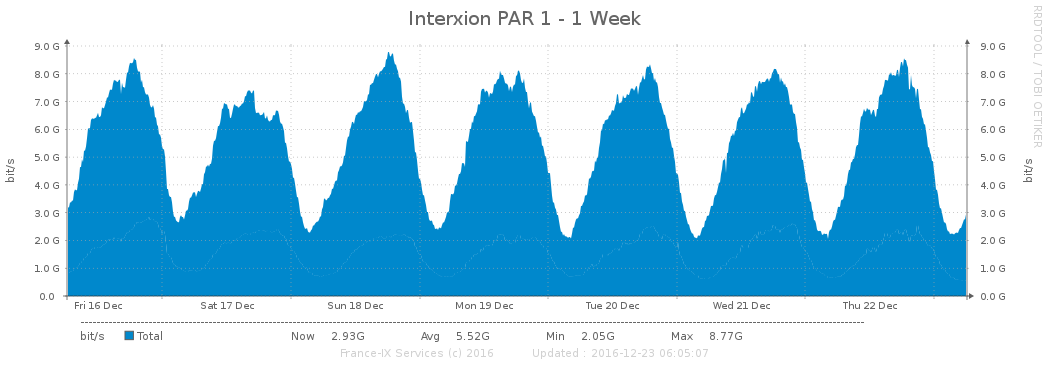 Interxion PAR 1 - 1 Week
RRDTOOL / TOBI OETIKER
9.0 G 9.0 G
8.0 G 8.0 G
7.0 G 7.0 G
6.0 G 6.0 G
5.0 G 5.0 G
4.0 G 4.0 G
3.0 G 3.0 G
2.0 G 2.0 G
1.0 G 1.0 G
0.0 0.0 G
bit/s bit/s
Fri 16 Dec Sat 17 Dec Sun 18 Dec Mon 19 Dec Tue 20 Dec Wed 21 Dec Thu 22 Dec
bit/s Total Now 2.93G Avg 5.52G Min 2.05G Max 8.77G
France-IX Services (c) 2016 Updated : 2016-12-23 06:05:07